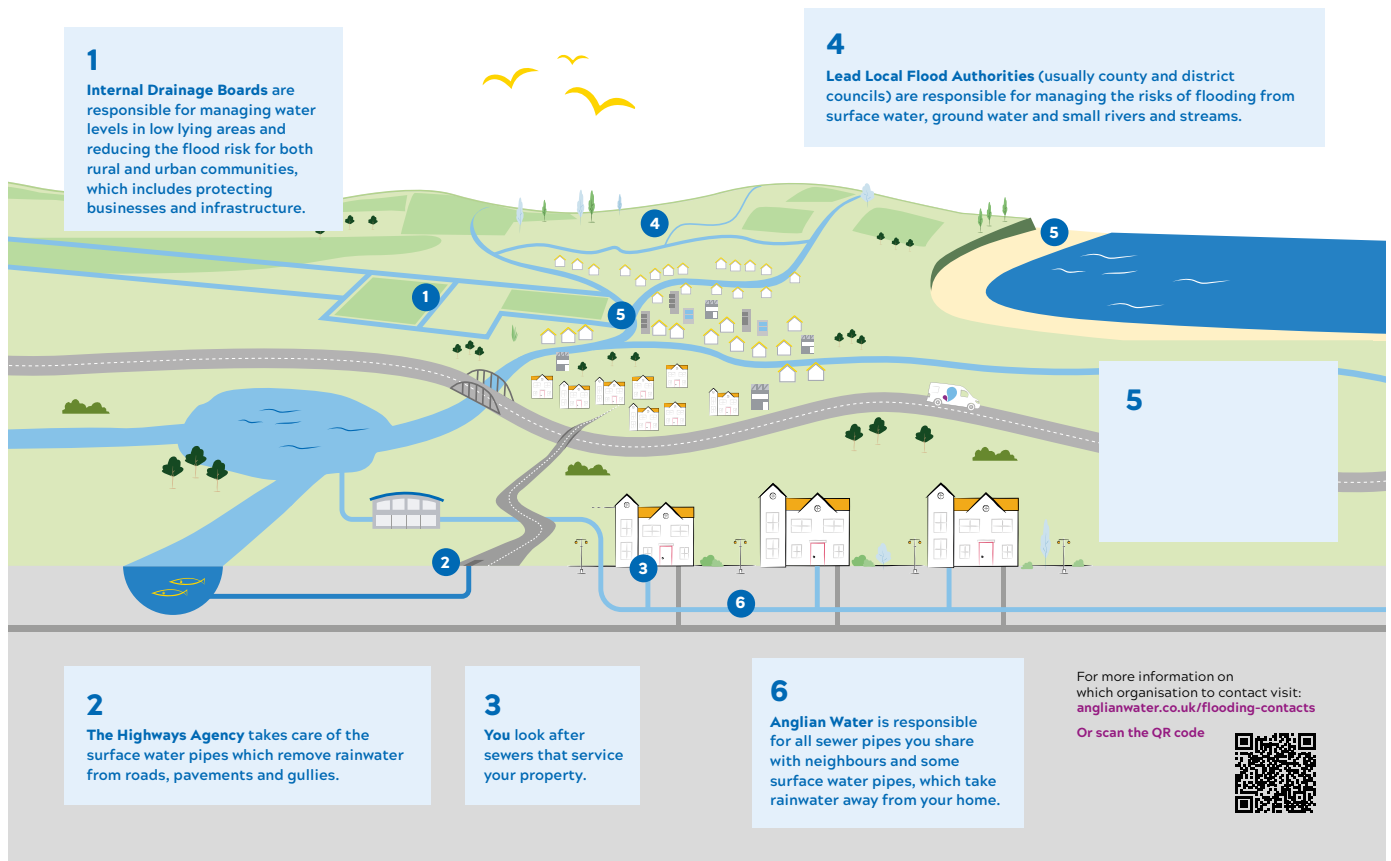 1
Internal Drainage Boards are
responsible for managing water
levels in low lying areas and
reducing the flood risk for both
rural and urban communities,
which includes protecting
businesses and infrastructure.
4
Lead Local Flood Authorities (usually county and district
councils) are responsible for managing the risks of flooding from
surface water, ground water and small rivers and streams.
4
5
1
5
5
2
3
6
2
The Highways Agency takes care of the
surface water pipes which remove rainwater
from roads, pavements and gullies.
3
You look after
sewers that service
your property.
6
Anglian Water is responsible
for all sewer pipes you share
with neighbours and some
surface water pipes, which take
rainwater away from your home.
For more information on
which organisation to contact visit:
anglianwater.co.uk/flooding-contacts
Or scan the QR code